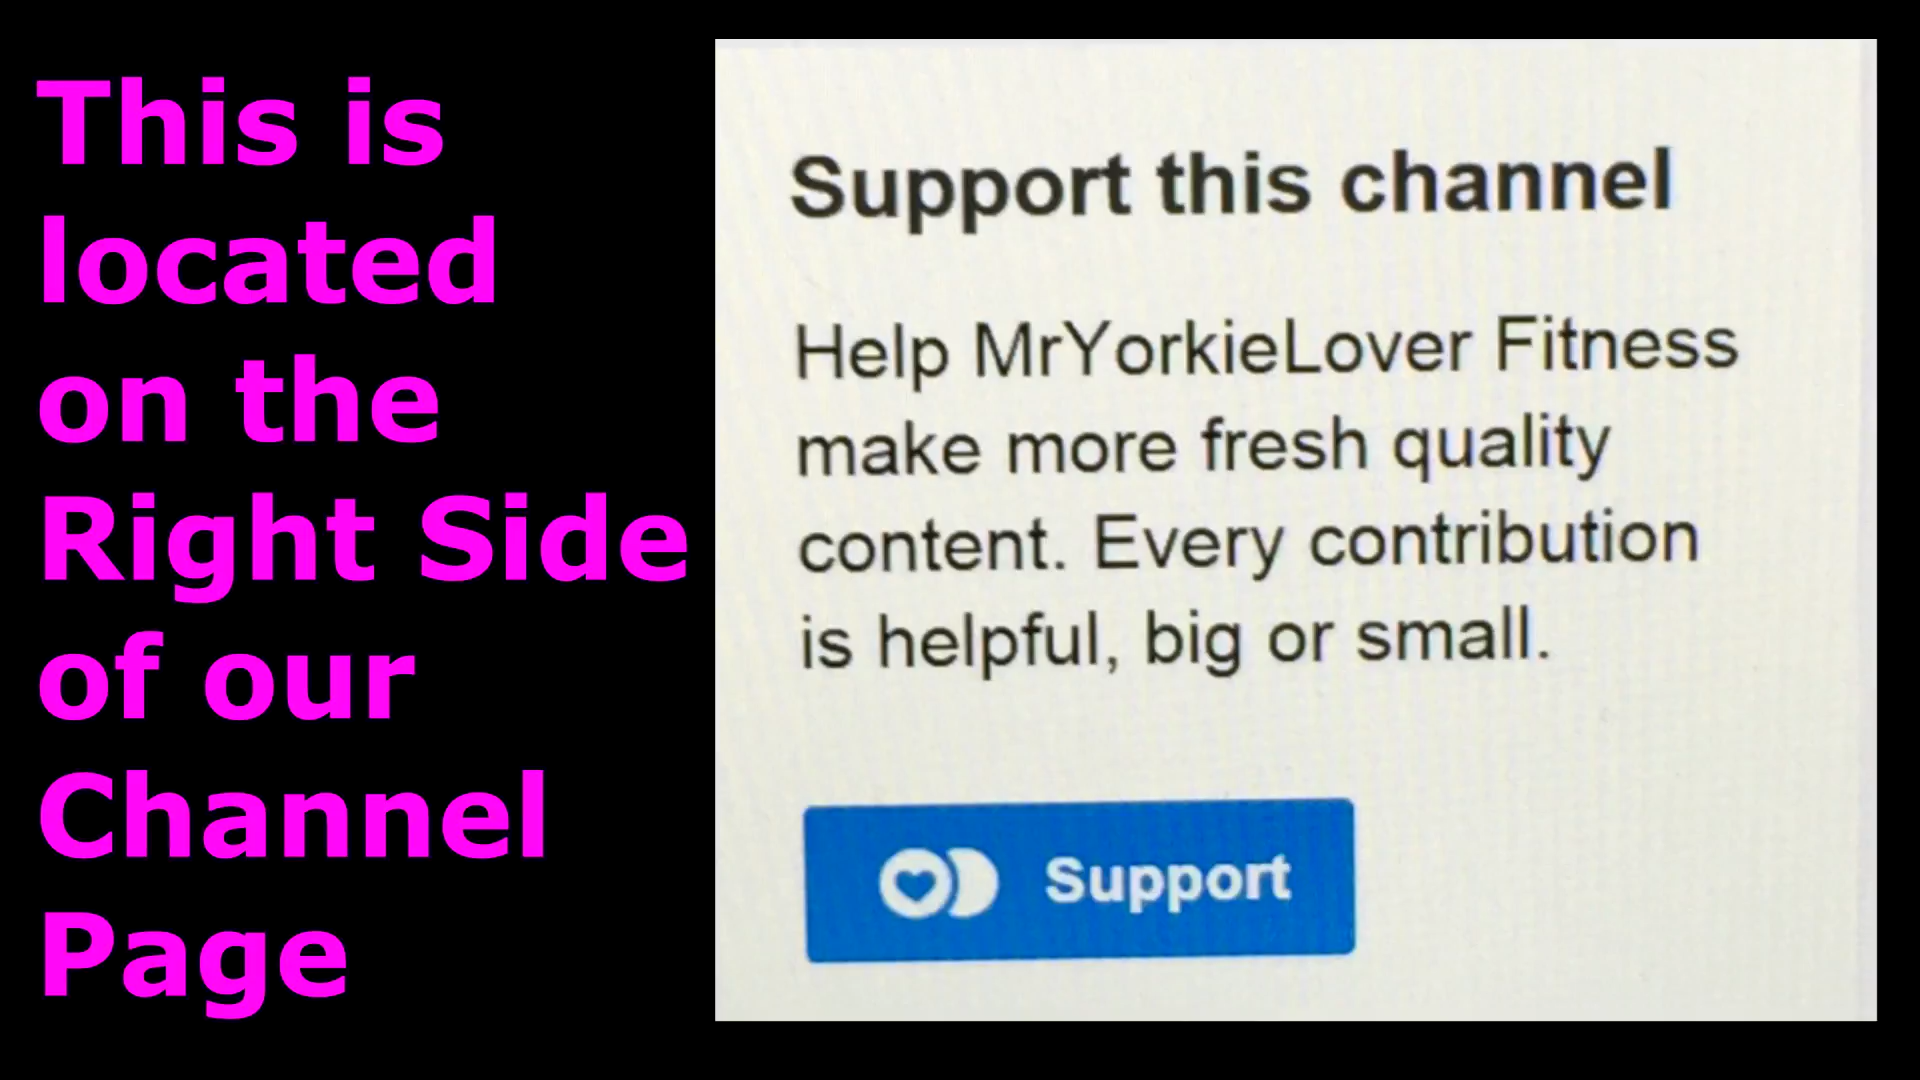 This is
located
on the
Right Side
of our
Channel
Page
Support this channel
Help MrYorkieLover Fitness
make more fresh quality
content. Every contribution
is helpful, big or small.
Support